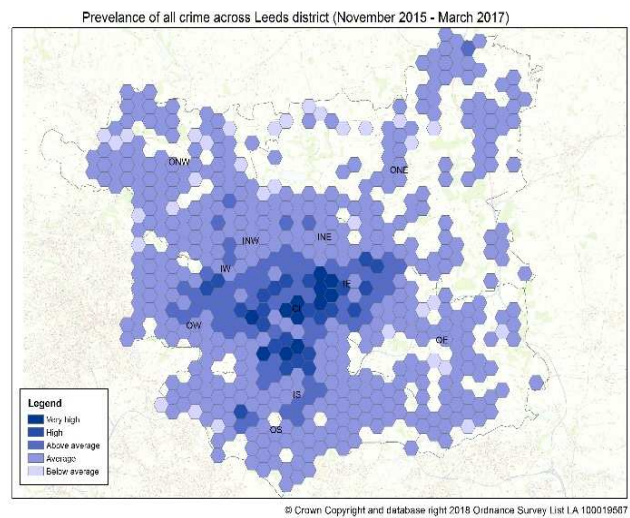 Prevelance of all crime across Leeds district (November 2015 - March 2017)
ONW
ONE
INW
INE
IW
IE
OW
OE
IS
OS
Legend
Very high
High
Above average
Average
Below average
© Crown Copyright and database right 2018 Ordnance Survey List LA 100019567